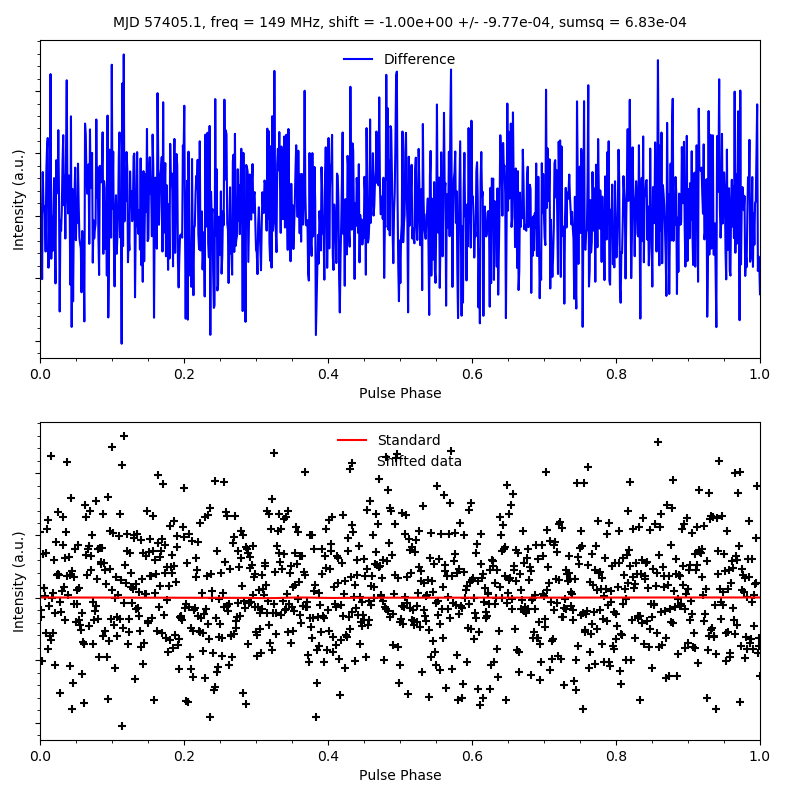 MJD 57405.1, freq = 149 MHz, shift = -1.00e+00 +/- -9.77e-04, sumsq = 6.83e-04
Difference
Intensity (a.u.)
0.0 0.2 0.4 0.6 0.8 1.0
Pulse Phase
Standard
Shifted data
Intensity (a.u.)
0.0 0.2 0.4 0.6 0.8 1.0
Pulse Phase